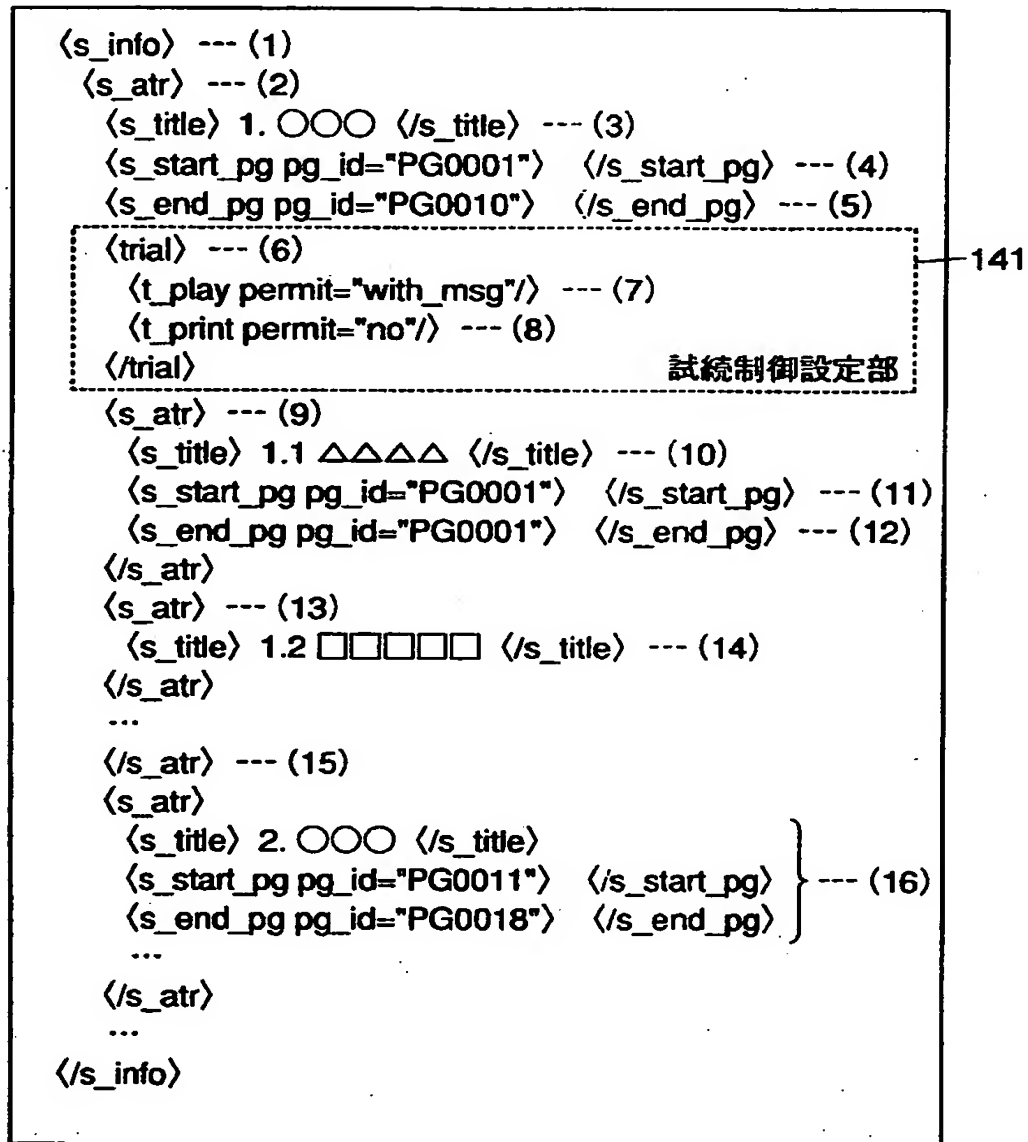 〈s_info〉 --- (1)
〈s_atr〉 --- (2)
〈s_title〉 1. ○○○ 〈/s_title〉 --- (3)
〈s_start_pg pg_id="PG0001"〉 〈/s_start_pg〉 --- (4)
〈s_end_pg pg_id="PG0010"〉 〈/s_end_pg〉 --- (5)
〈trial〉 --- (6)
141
〈t_play permit="with_msg"/〉 --- (7)
〈t_print permit="no"/〉 --- (8)
〈/trial〉 試続制御設定部
〈s_atr〉 --- (9)
〈s_title〉 1.1 △△△△ 〈/s_title〉 --- (10)
〈s_start_pg pg_id="PG0001"〉 〈/s_start_pg〉 --- (11)
〈s_end_pg pg_id="PG0001"〉 〈/s_end_pg〉 --- (12)
〈/s_atr〉
〈s_atr〉 --- (13)
〈s_title〉 1.2 □□□□□ 〈/s_title〉 --- (14)
〈/s_atr〉
...
〈/s_atr〉 --- (15)
〈s_atr〉
〈s_title〉 2. ○○○ 〈/s_title〉
〈s_start_pg pg_id="PG0011"〉 〈/s_start_pg〉 --- (16)
〈s_end_pg pg_id="PG0018"〉 〈/s_end_pg〉
...
〈/s_atr〉
...
〈/s_info〉